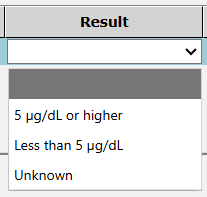 Result
5 µg/dL or higher
Less than 5 µg/dL
Unknown